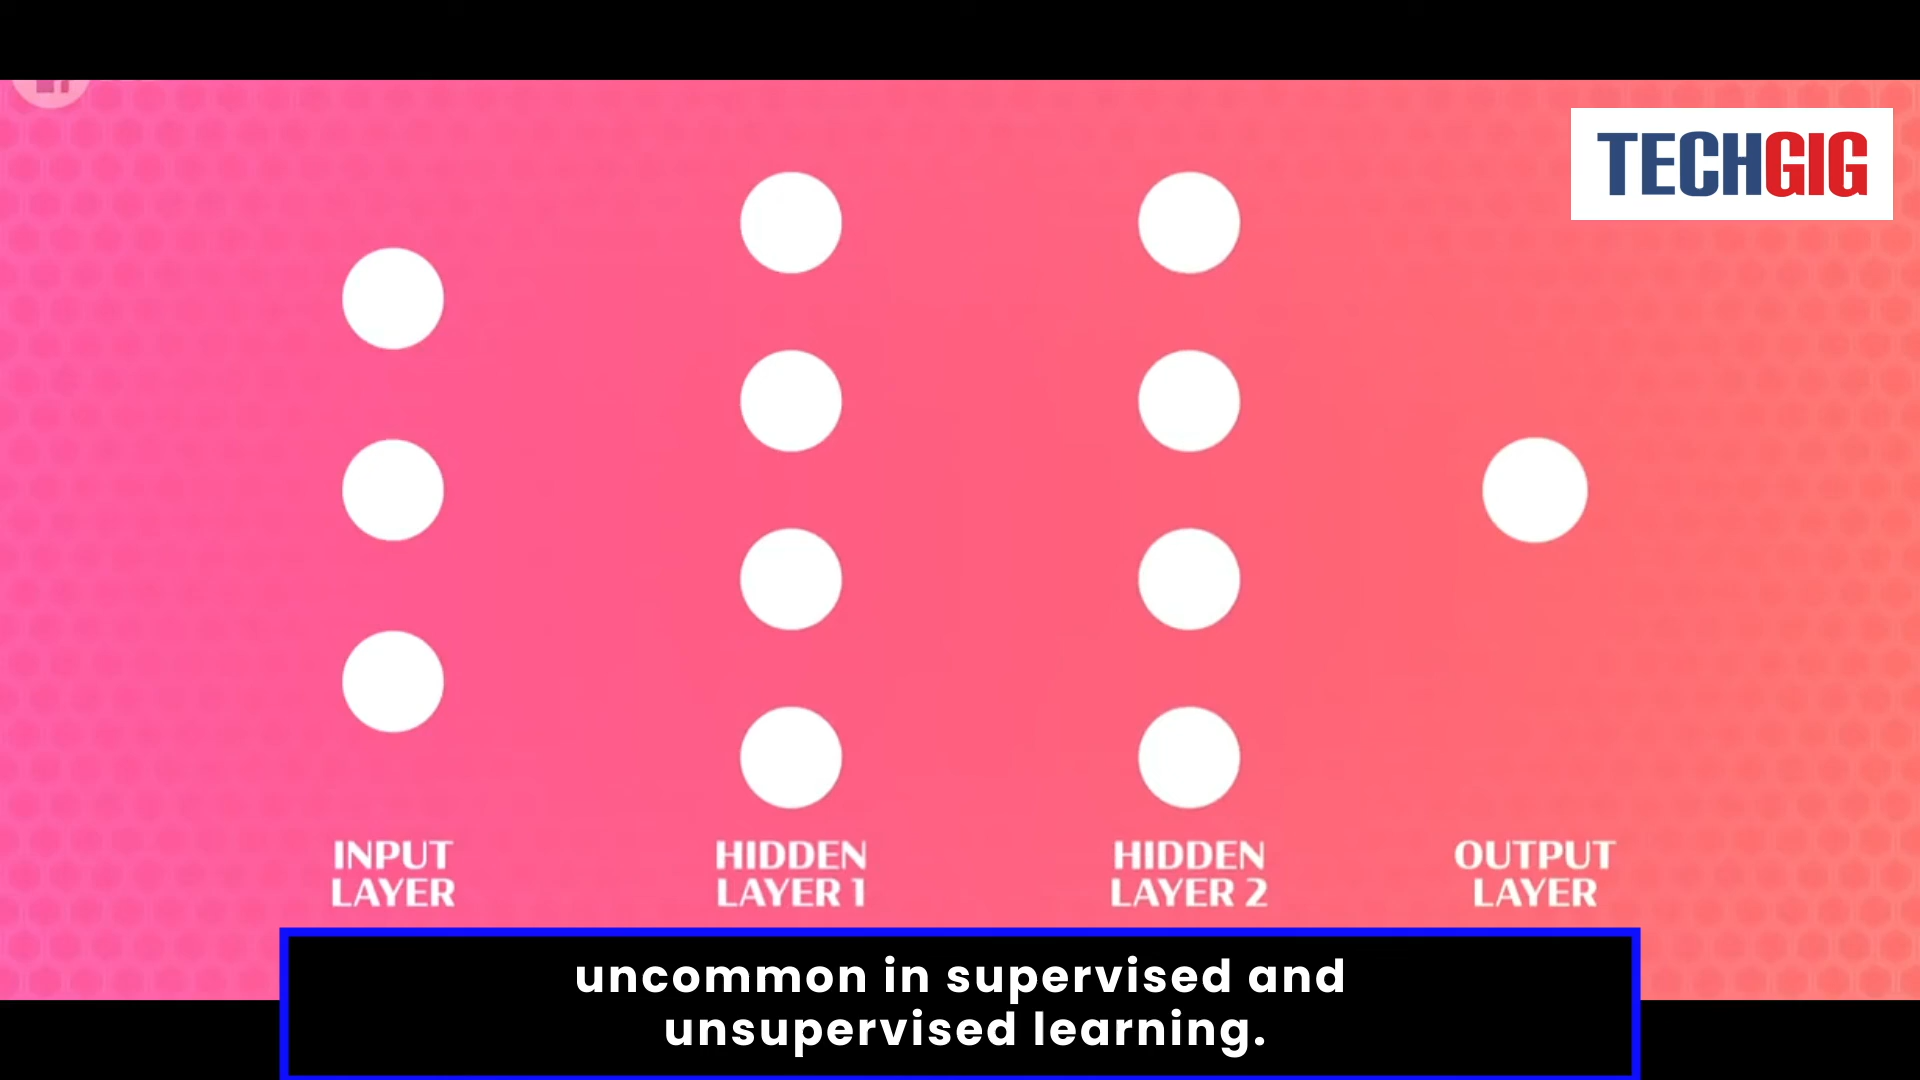 TECHGIG
INPUT
LAYER
HIDDEN
LAYER 1
HIDDEN
LAYER 2
OUTPUT
LAYER
uncommon in supervised and
unsupervised learning.